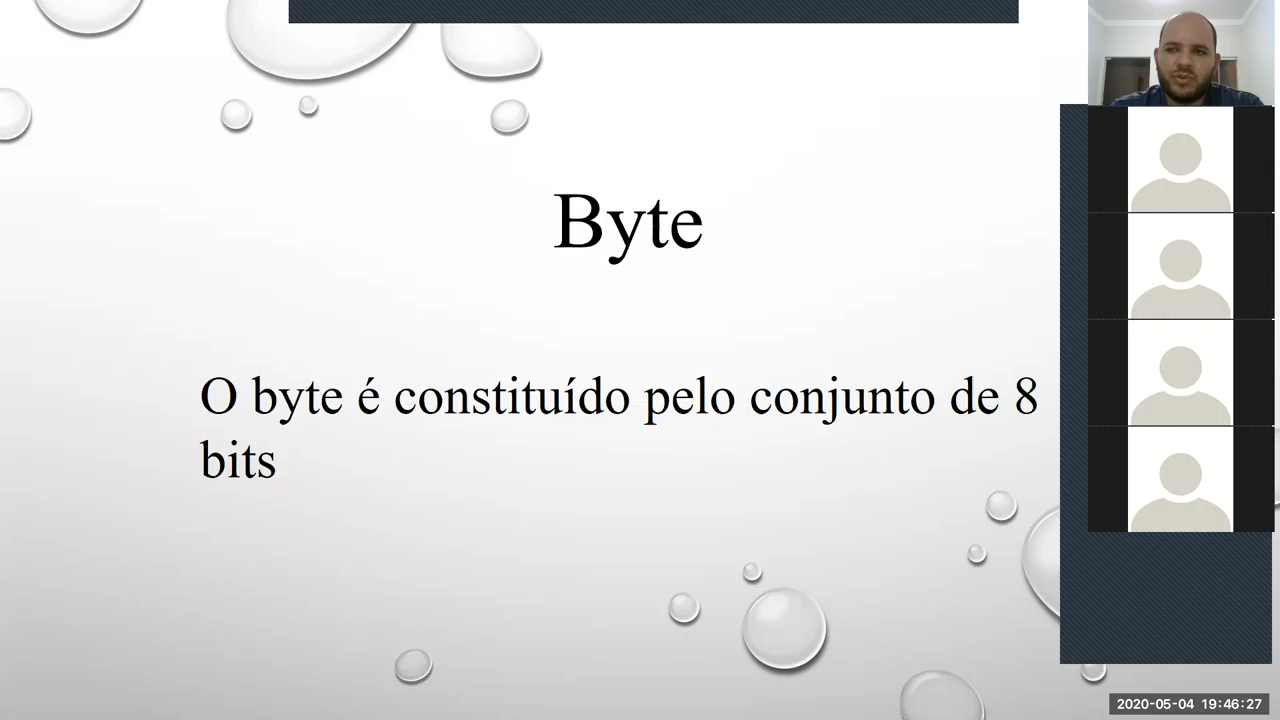 Byte
O byte é constituído pelo conjunto de 8
bits
2020-05-04 19:46:27